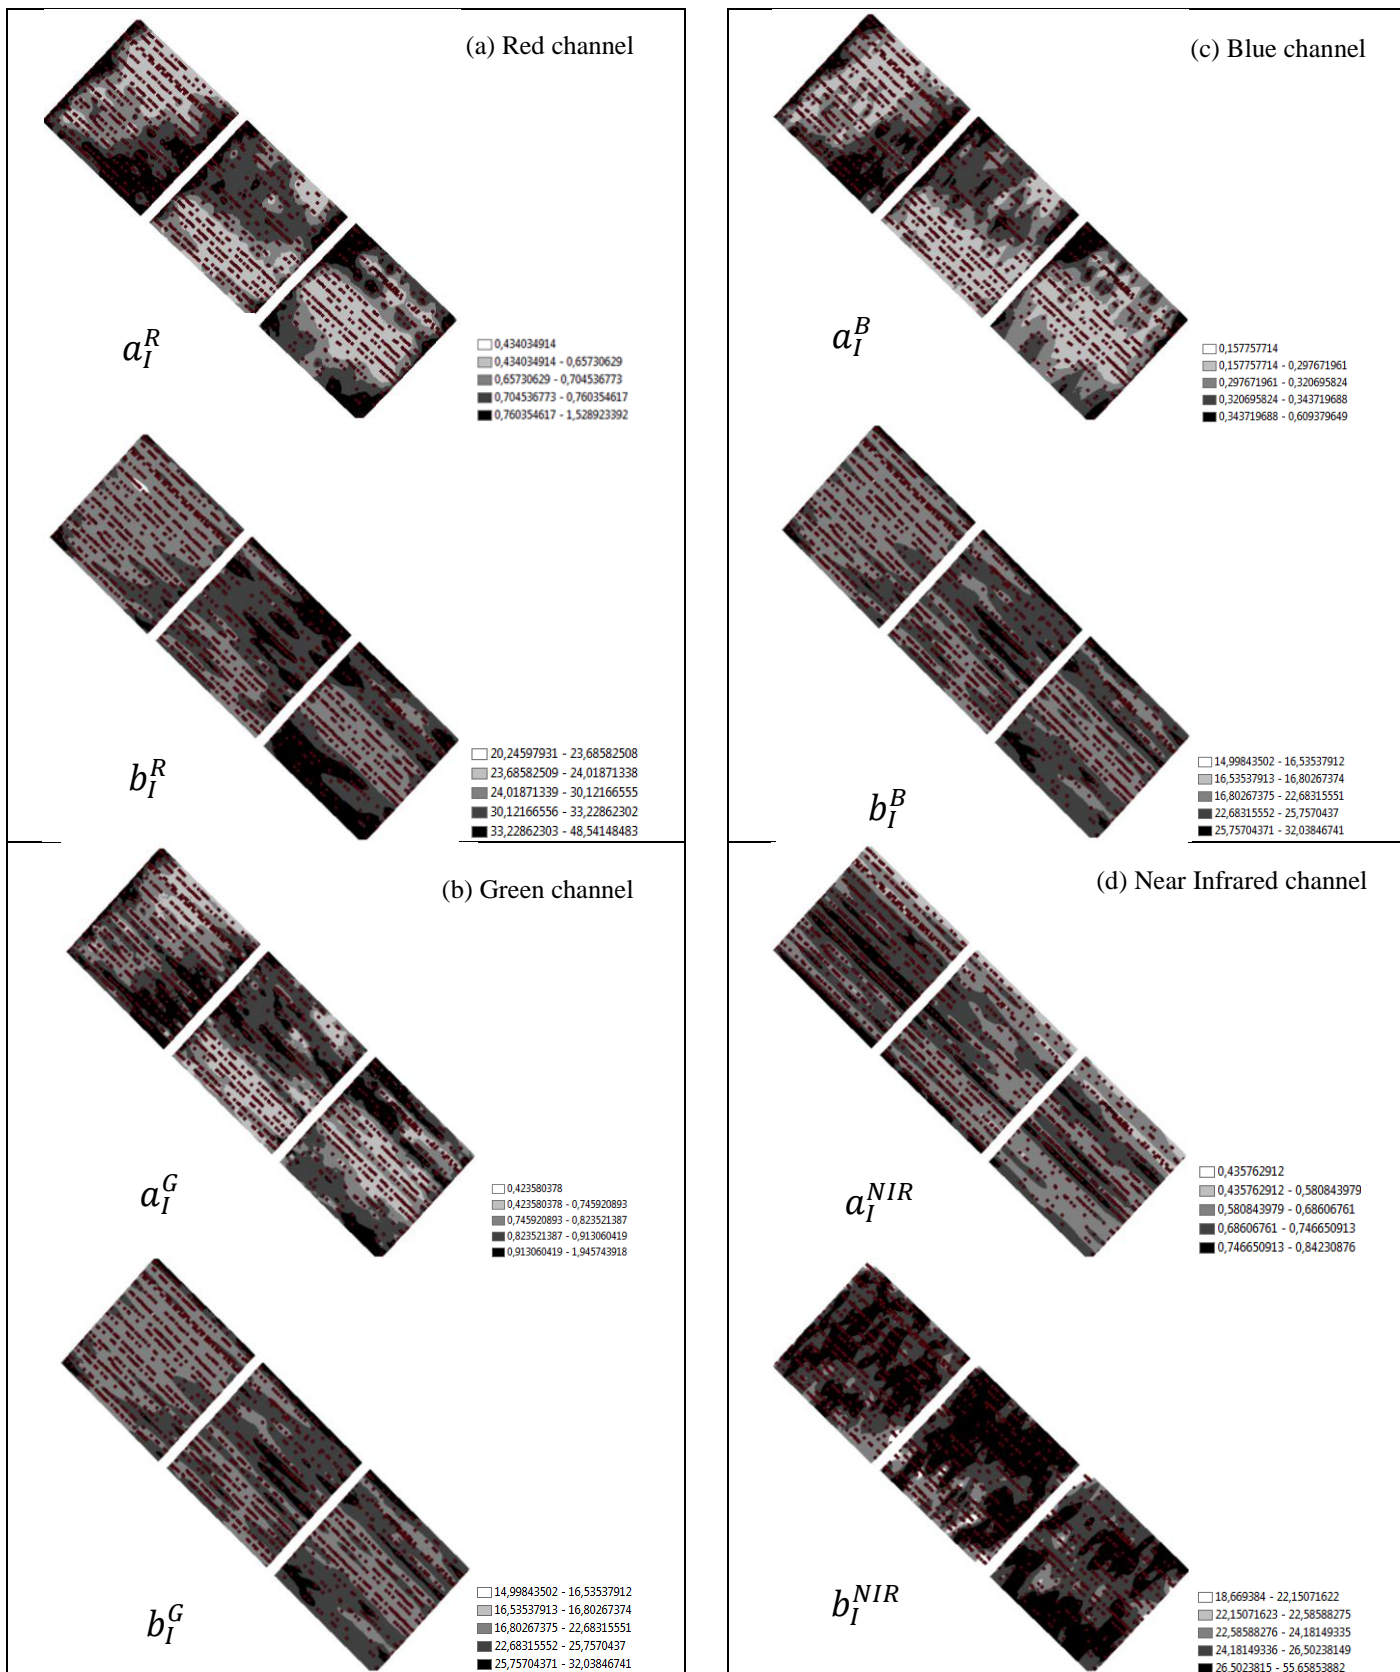 (a) Red channel
a_I^R
0,434034914
0,434034914 - 0,65730629
0,65730629 - 0,704536773
0,704536773 - 0,760354617
0,760354617 - 1,528923392
b_I^R
20,24597931 - 23,68582508
23,68582509 - 24,01871338
24,01871339 - 30,12166555
30,12166556 - 33,22862302
33,22862303 - 48,54148483
(c) Blue channel
a_I^B
0,157757714
0,157757714 - 0,297671961
0,297671961 - 0,320695824
0,320695824 - 0,343719688
0,343719688 - 0,609379649
b_I^B
14,99843502 - 16,53537912
16,53537913 - 16,80267374
16,80267375 - 22,68315551
22,68315552 - 25,7570437
25,75704371 - 32,03846741
(b) Green channel
a_I^G
0,423580378
0,423580378 - 0,745920893
0,745920893 - 0,823521387
0,823521387 - 0,913060419
0,913060419 - 1,945743918
b_I^G
14,99843502 - 16,53537912
16,53537913 - 16,80267374
16,80267375 - 22,68315551
22,68315552 - 25,7570437
25,75704371 - 32,03846741
(d) Near Infrared channel
a_I^NIR
0,435762912
0,435762912 - 0,580843979
0,580843979 - 0,68606761
0,68606761 - 0,746650913
0,746650913 - 0,84230876
b_I^NIR
18,669384 - 22,15071622
22,15071623 - 22,58588275
22,58588276 - 24,18149335
24,18149336 - 26,50238149
26,5023815 - 55,65853882